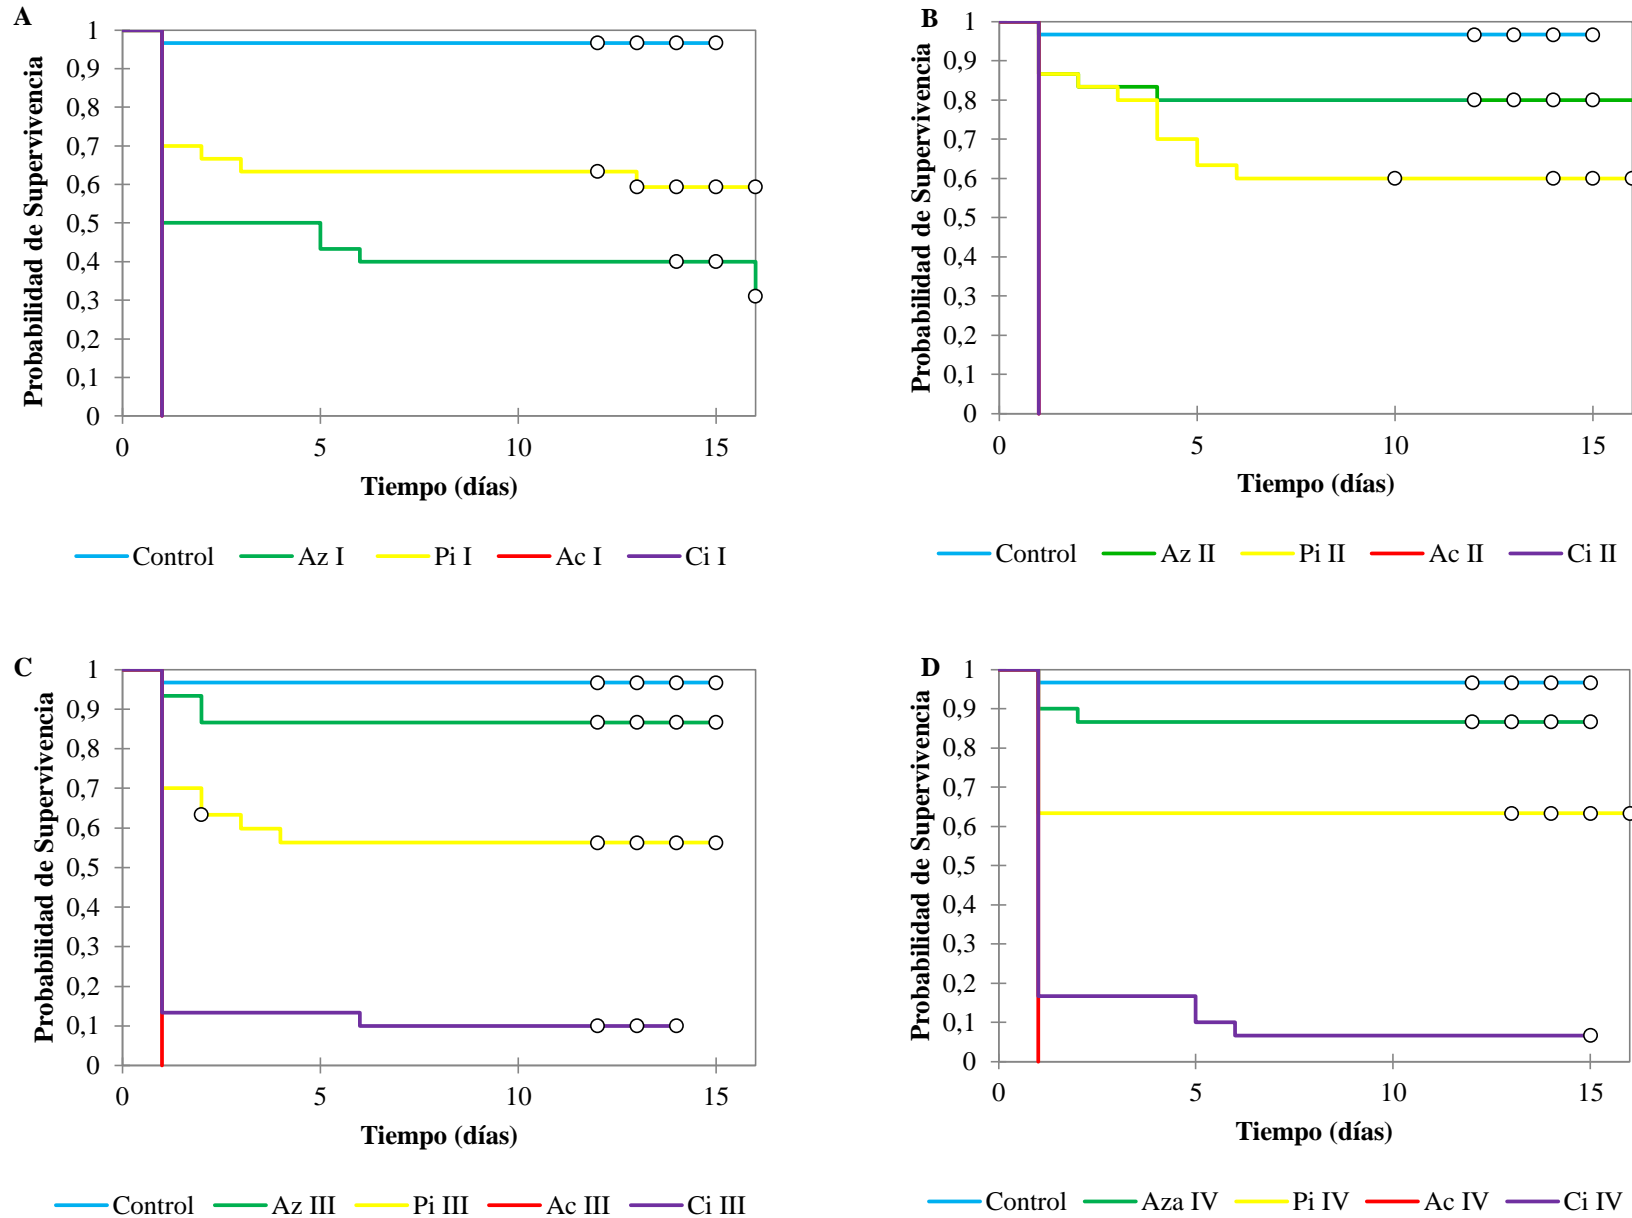 A
Probabilidad de Supervivencia
1
0,9
0,8
0,7
0,6
0,5
0,4
0,3
0,2
0,1
0
0 5 10 15
Tiempo (días)
Control Az I Pi I Ac I Ci I
B
Probabilidad de Supervivencia
1
0,9
0,8
0,7
0,6
0,5
0,4
0,3
0,2
0,1
0
0 5 10 15
Tiempo (días)
Control Az II Pi II Ac II Ci II
C
Probabilidad de Supervivencia
1
0,9
0,8
0,7
0,6
0,5
0,4
0,3
0,2
0,1
0
0 5 10 15
Tiempo (días)
Control Az III Pi III Ac III Ci III
D
Probabilidad de Supervivencia
1
0,9
0,8
0,7
0,6
0,5
0,4
0,3
0,2
0,1
0
0 5 10 15
Tiempo (días)
Control Aza IV Pi IV Ac IV Ci IV